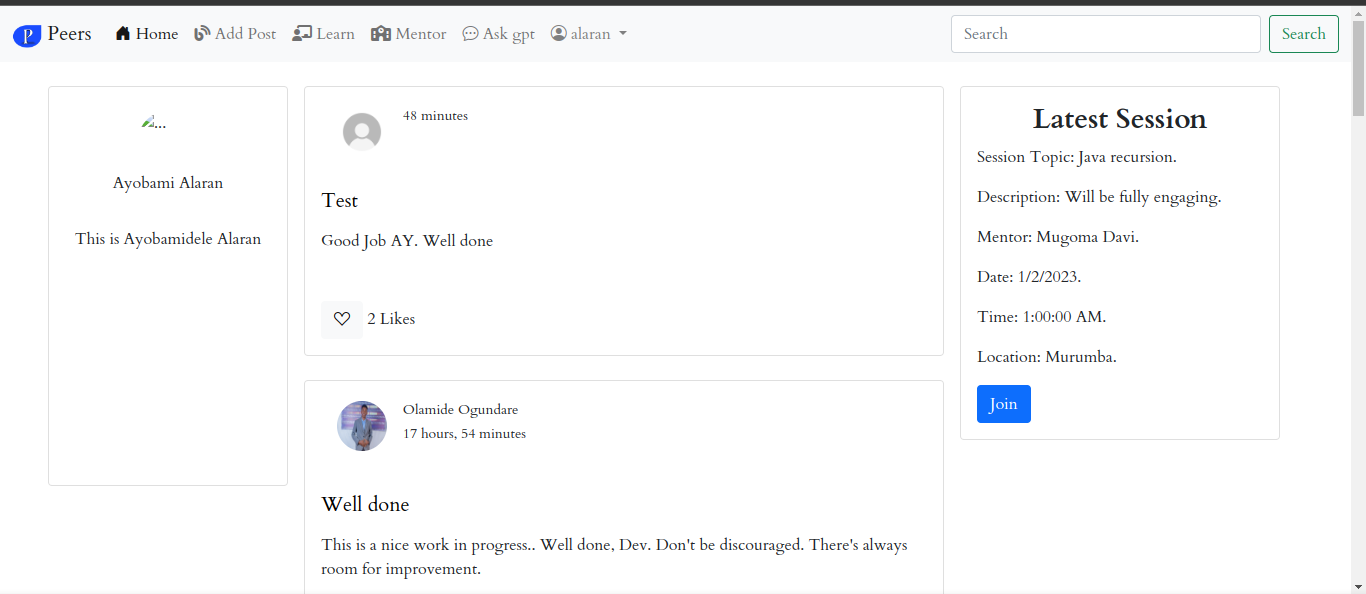 P Peers Home Add Post Learn Mentor Ask gpt alaran Search Search
...
Ayobami Alaran
This is Ayobamidele Alaran
48 minutes
Test
Good Job AY. Well done
2 Likes
Olamide Ogundare
17 hours, 54 minutes
Well done
This is a nice work in progress.. Well done, Dev. Don't be discouraged. There's always
room for improvement.
Latest Session
Session Topic: Java recursion.
Description: Will be fully engaging.
Mentor: Mugoma Davi.
Date: 1/2/2023.
Time: 1:00:00 AM.
Location: Murumba.
Join